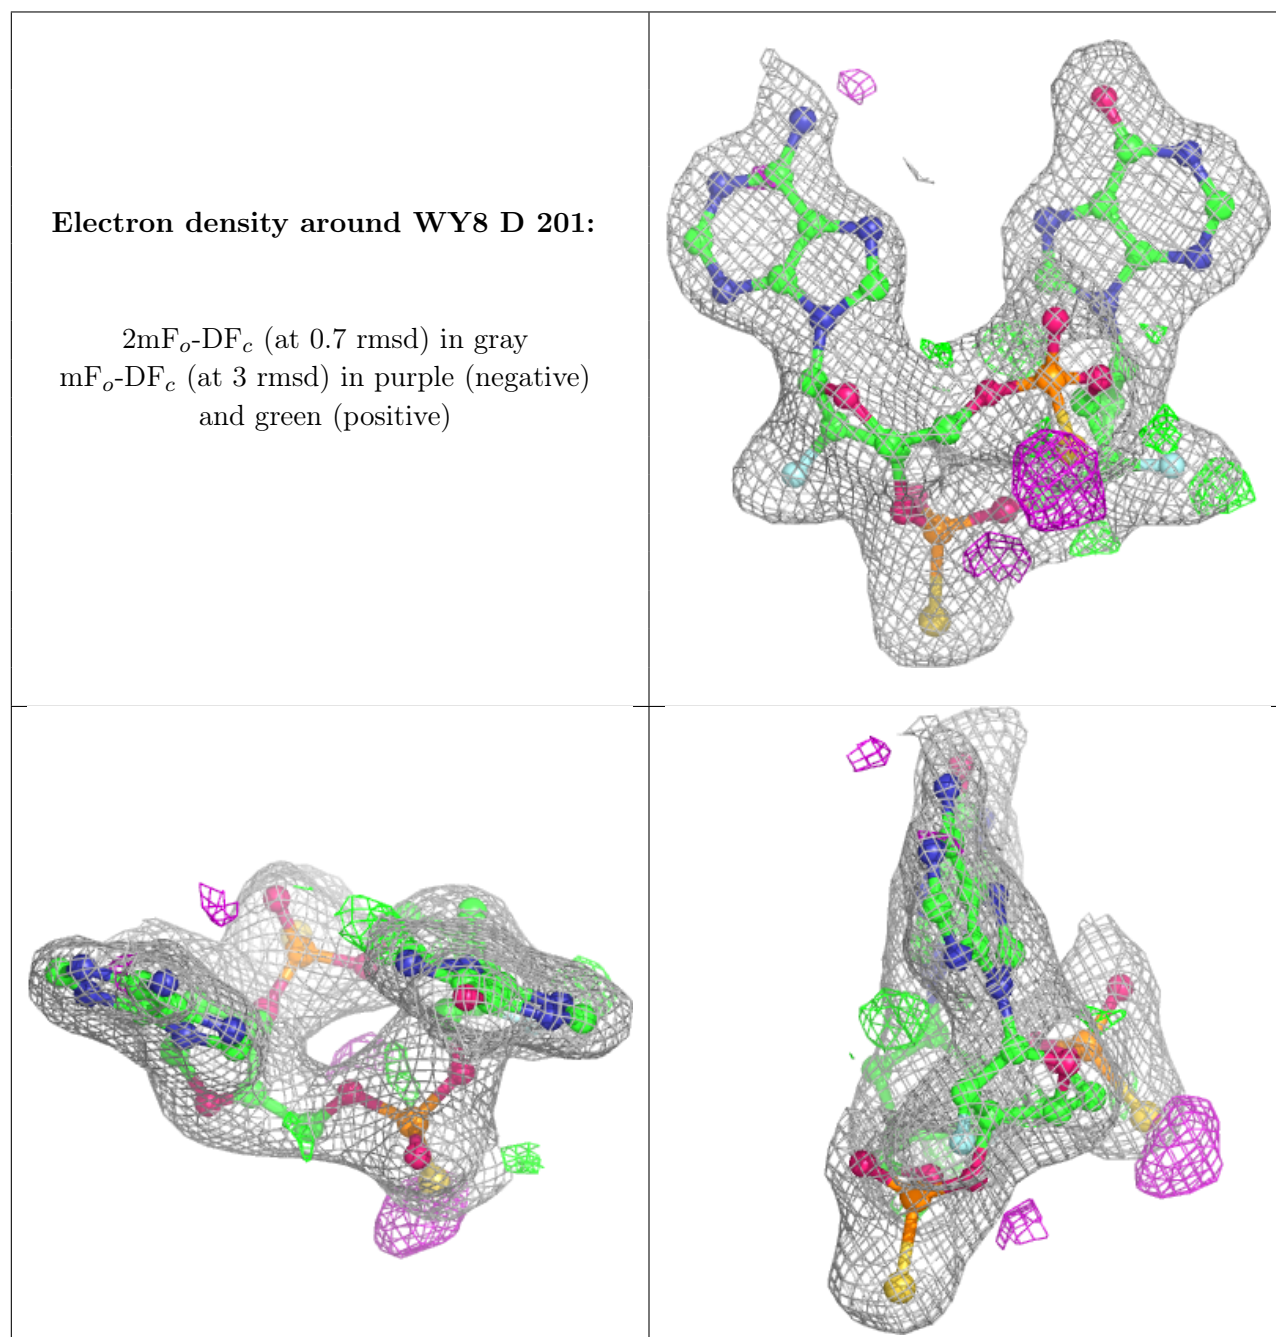 Electron density around WY8 D 201:
2mFₒ-DF𝒸 (at 0.7 rmsd) in gray
mFₒ-DF𝒸 (at 3 rmsd) in purple (negative)
and green (positive)